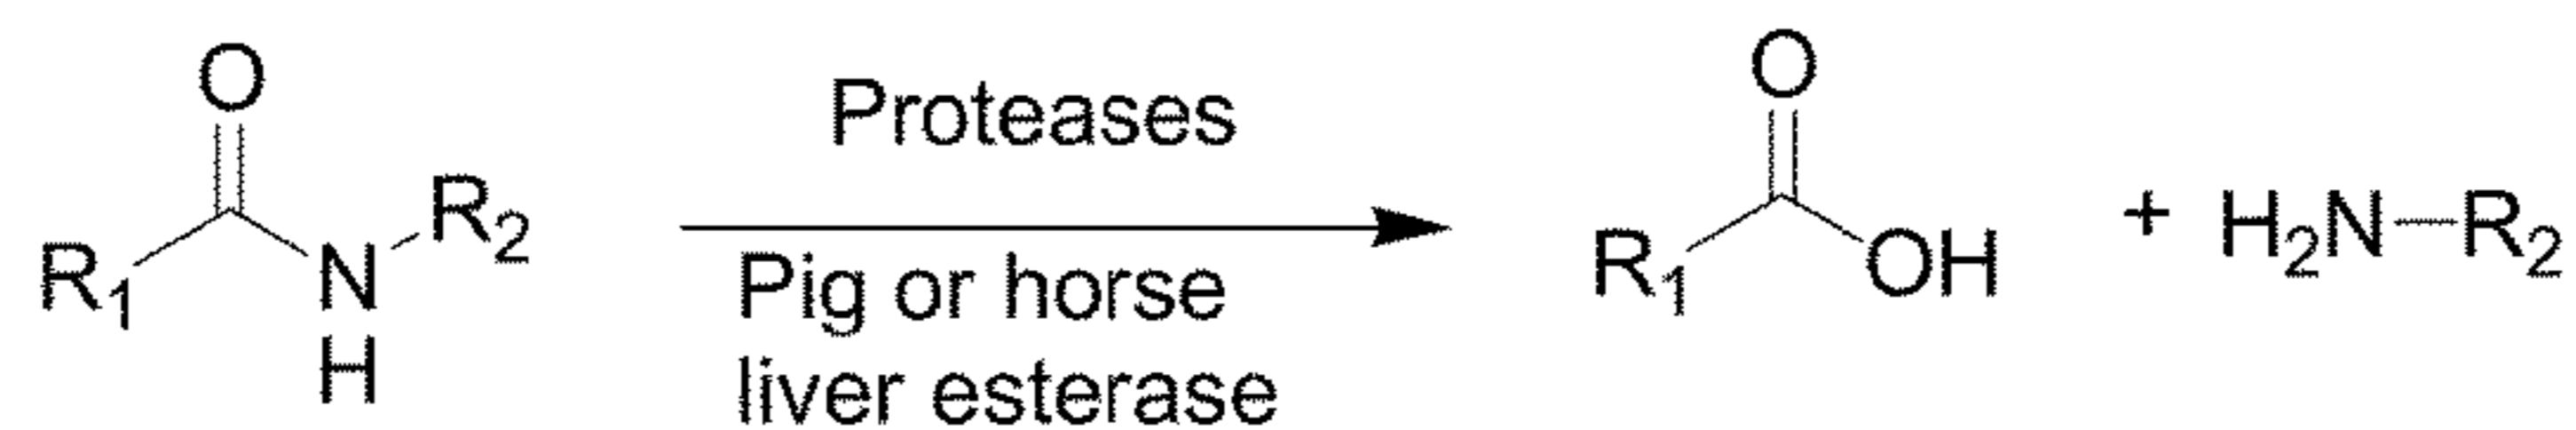 O
R1
N
H
R2
Proteases
Pig or horse
liver esterase
O
R1
OH
+ H2N R2